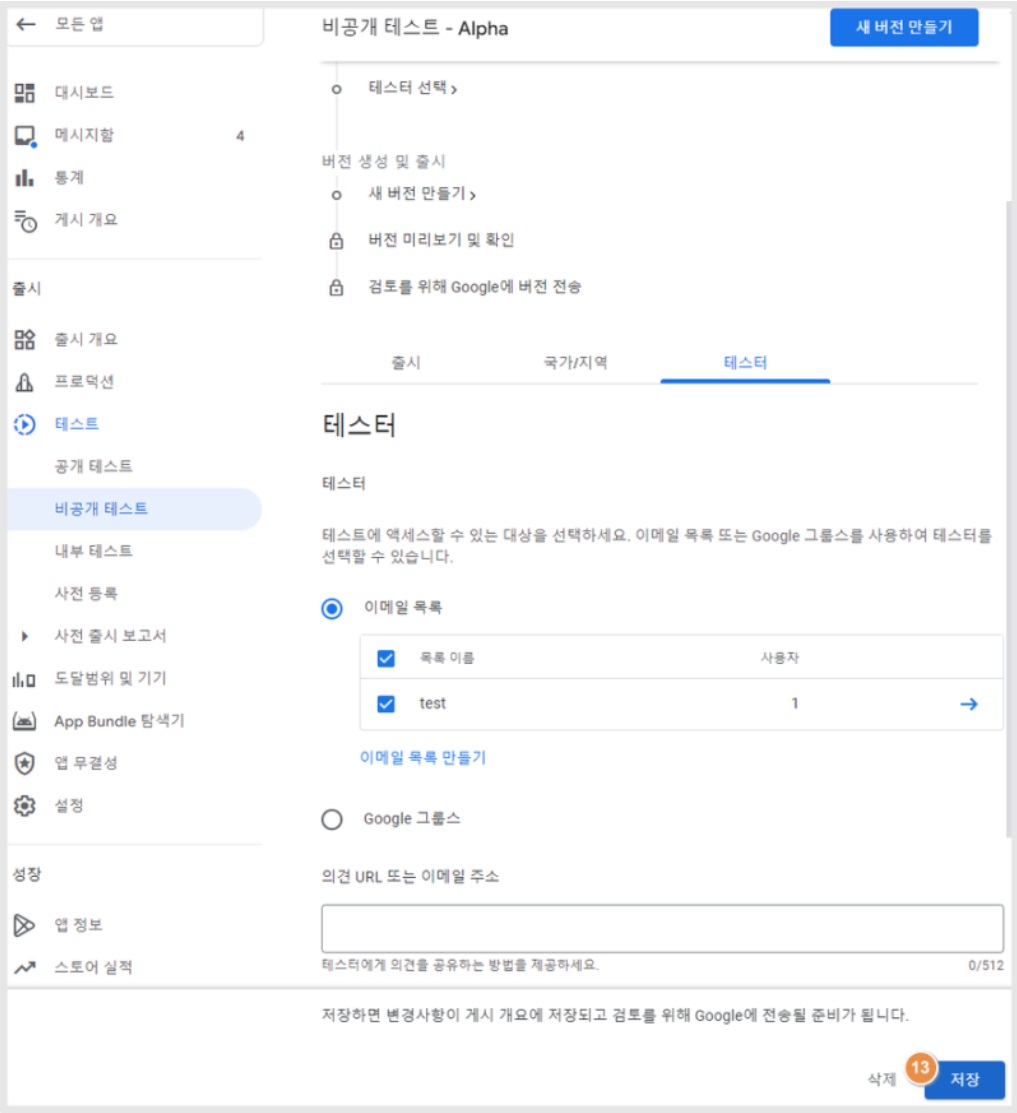 모든 앱
대시보드
메시지함 4
통계
게시 개요
출시
출시 개요
프로덕션
테스트
공개 테스트
비공개 테스트
내부 테스트
사전 등록
사전 출시 보고서
도달범위 및 기기
App Bundle 탐색기
앱 무결성
설정
성장
앱 정보
스토어 실적
비공개 테스트 - Alpha
새 버전 만들기
테스터 선택
버전 생성 및 출시
새 버전 만들기
버전 미리보기 및 확인
검토를 위해 Google에 버전 전송
출시 국가/지역 테스터
테스터
테스터
테스트에 액세스할 수 있는 대상을 선택하세요. 이메일 목록 또는 Google 그룹스를 사용하여 테스터를
선택할 수 있습니다.
이메일 목록
목록 이름 사용자
test 1
이메일 목록 만들기
Google 그룹스
의견 URL 또는 이메일 주소
테스터에게 의견을 공유하는 방법을 제공하세요. 0/512
저장하면 변경사항이 게시 개요에 저장되고 검토를 위해 Google에 전송될 준비가 됩니다.
삭제 13 저장